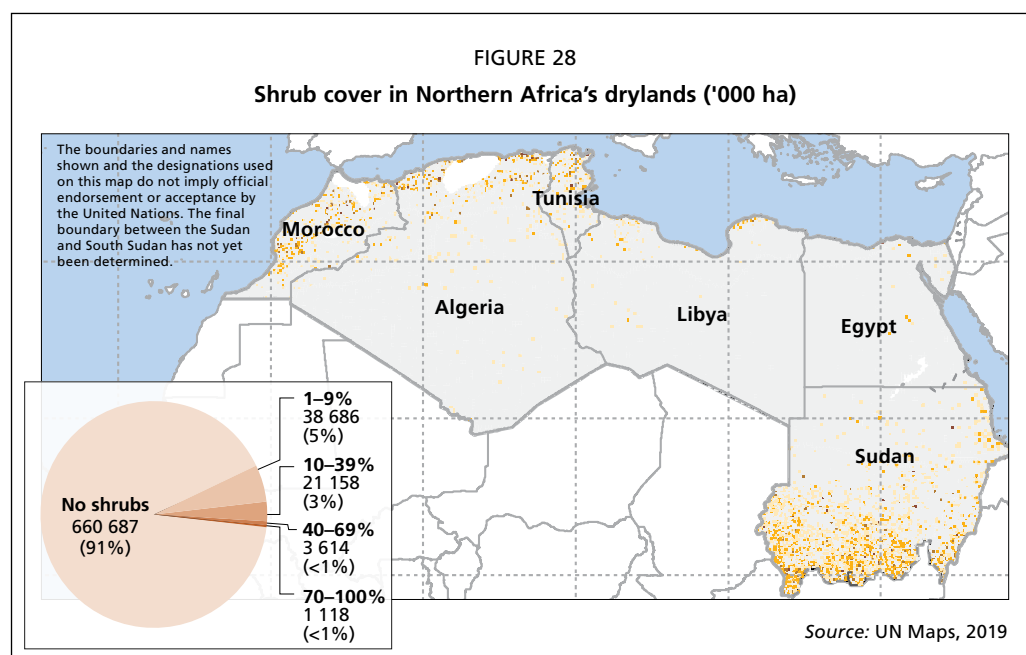 FIGURE 28
Shrub cover in Northern Africa's drylands ('000 ha)
The boundaries and names
shown and the designations used
on this map do not imply official
endorsement or acceptance by
the United Nations. The final
boundary between the Sudan
and South Sudan has not yet
been determined.
Tunisia
Morocco
Algeria
Libya
Egypt
Sudan
No shrubs
660 687
(91%)
1–9%
38 686
(5%)
10–39%
21 158
(3%)
40–69%
3 614
(<1%)
70–100%
1 118
(<1%)
Source: UN Maps, 2019